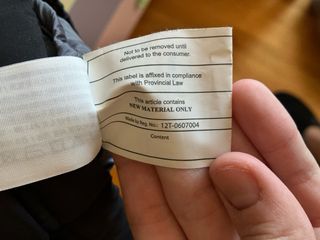 Not to be removed until
delivered to the consumer.
This label is affixed in compliance
with Provincial Law
This article contains
NEW MATERIAL ONLY
Made by Reg. No.: 12T-0607004
Content